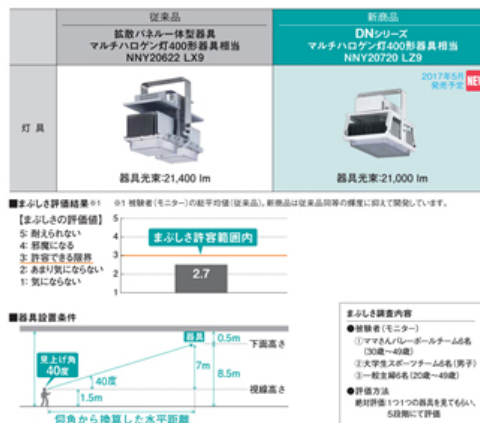 従来品
拡散パネル一体型器具
マルチハロゲン灯400形器具相当
NNY20622 LX9
新商品
DNシリーズ
マルチハロゲン灯400形器具相当
NNY20720 LZ9
2017年5月
発売予定
NEW
灯具
器具光束:21,400 lm
器具光束:21,000 lm
■まぶしさ評価結果※1
※1 被験者(モニター)の総平均値(従来品)。新商品は従来品同等の輝度に抑えて開発しています。
【まぶしさの評価値】
5: 耐えられない
4: 邪魔になる
3: 許容できる限界
2: あまり気にならない
1: 気にならない
5
4
3
2
1
まぶしさ許容範囲内
2.7
■器具設置条件
器具
0.5m
下面高さ
見上げ角
40度
40度
7m
8.5m
1.5m
視線高さ
仰角から換算した水平距離
まぶしさ調査内容
●被験者(モニター)
①ママさんバレーボールチーム6名
(30歳〜49歳)
②大学生スポーツチーム6名(男子)
③一般主婦6名(20歳〜49歳)
●評価方法
絶対評価:1つ1つの器具を見てもらい、
5段階にて評価